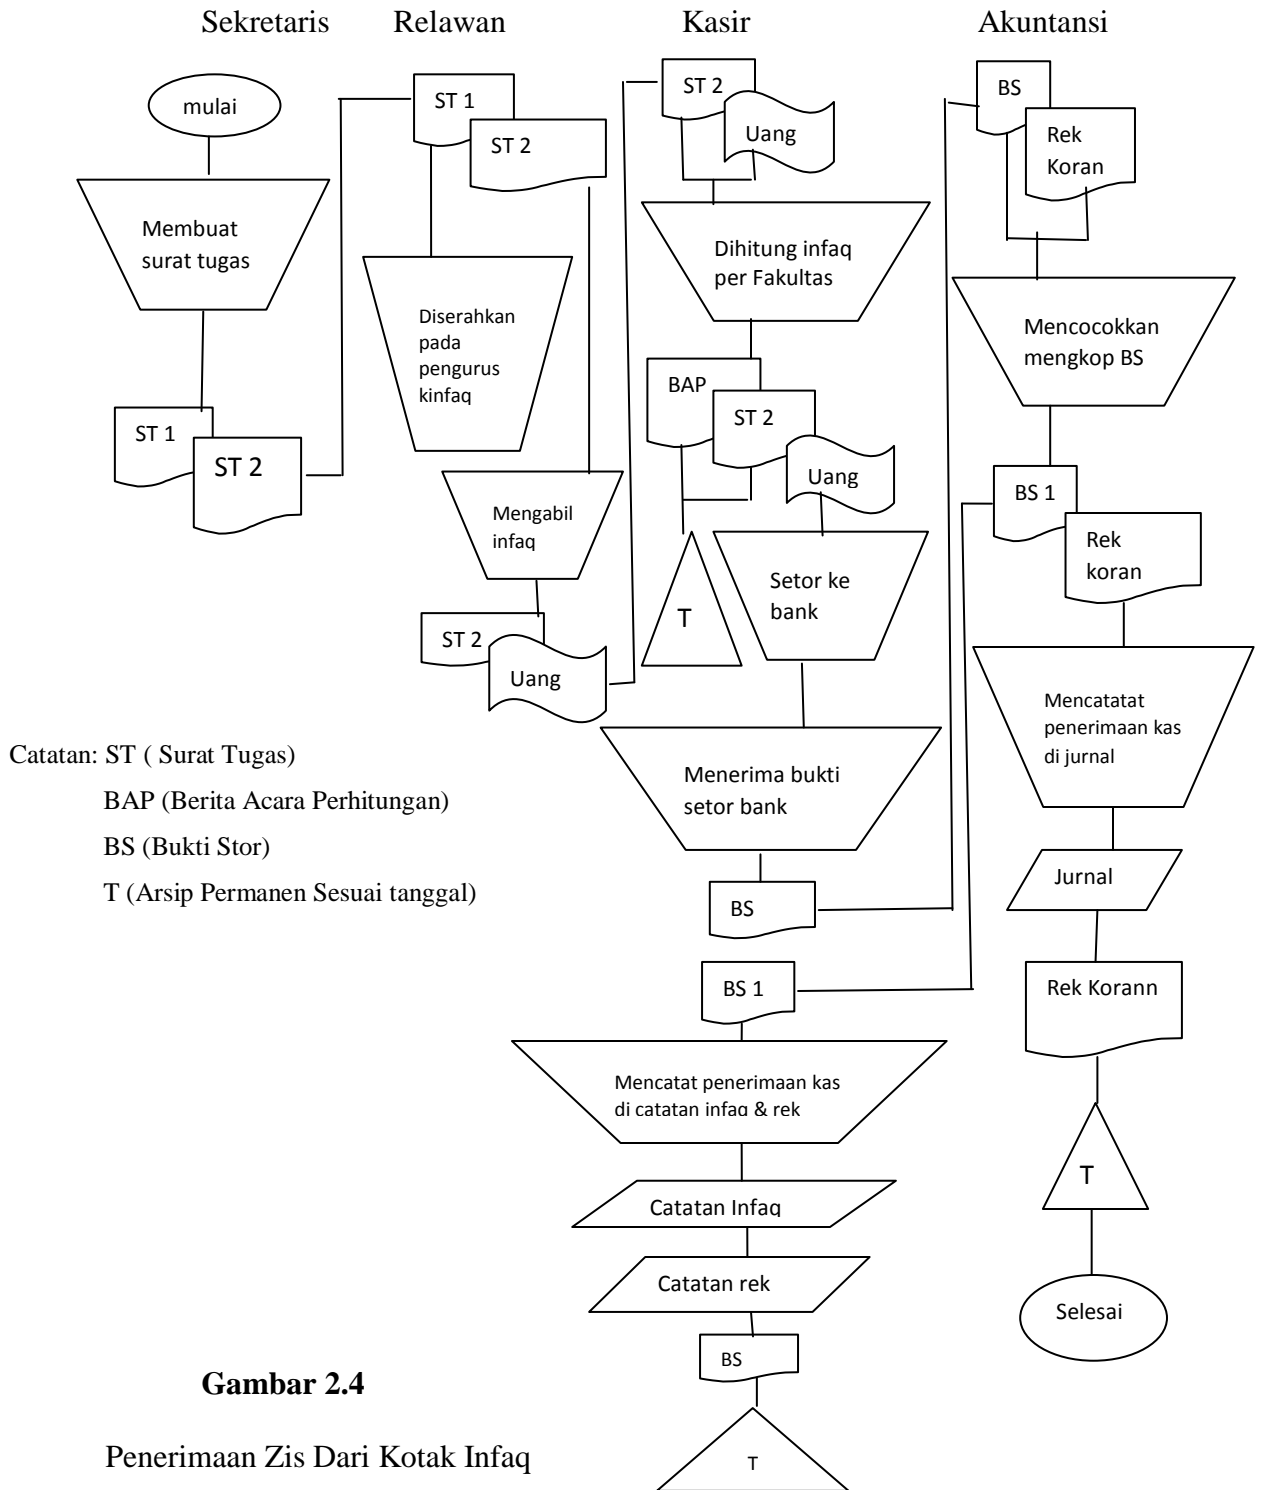 Sekretaris Relawan Kasir Akuntansi
mulai
Membuat
surat tugas
ST 1
ST 2
ST 1
ST 2
Diserahkan
pada
pengurus
kinfaq
Mengabil
infaq
ST 2
Uang
ST 2
Uang
Dihitung infaq
per Fakultas
BAP
ST 2
Uang
T
Setor ke
bank
Menerima bukti
setor bank
BS
BS 1
Mencatat penerimaan kas
di catatan infaq & rek
Catatan Infaq
Catatan rek
BS
T
BS
Rek
Koran
Mencocokkan
mengkop BS
BS 1
Rek
koran
Mencatatat
penerimaan kas
di jurnal
Jurnal
Rek Korann
T
Selesai
Catatan: ST ( Surat Tugas)
BAP (Berita Acara Perhitungan)
BS (Bukti Stor)
T (Arsip Permanen Sesuai tanggal)
Gambar 2.4
Penerimaan Zis Dari Kotak Infaq